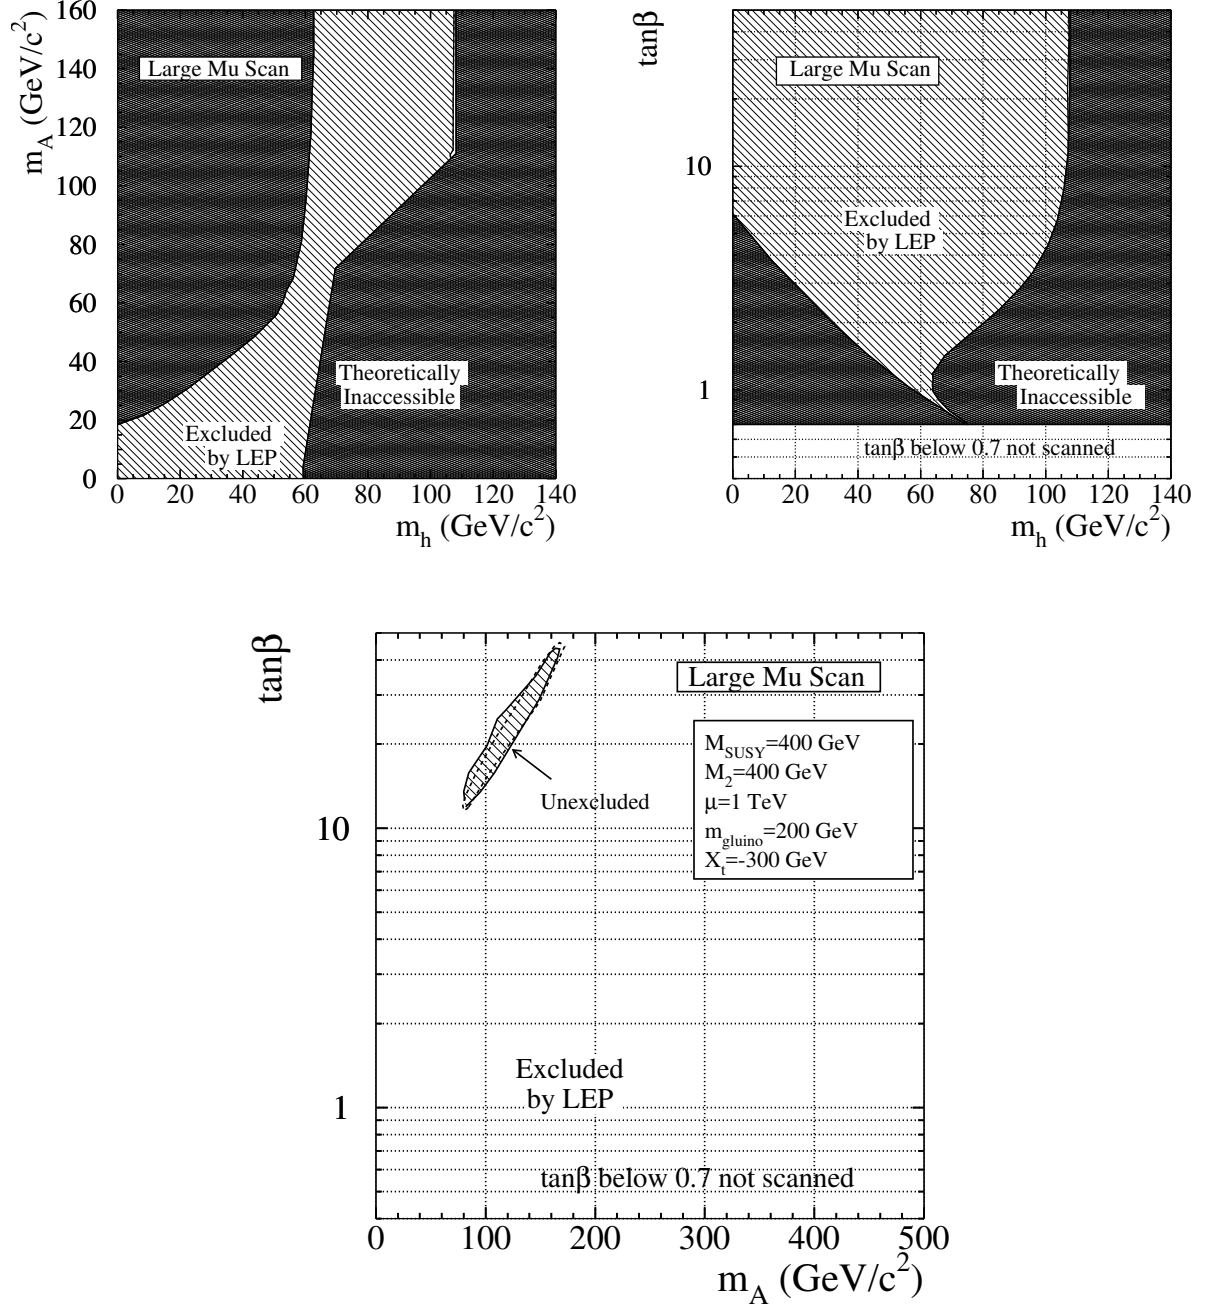 m_A (GeV/c^2)
160
140
120
100
80
60
40
20
0
Large Mu Scan
Theoretically
Inaccessible
Excluded
by LEP
0 20 40 60 80 100 120 140
m_h (GeV/c^2)
tanβ
10
1
Large Mu Scan
Excluded
by LEP
Theoretically
Inaccessible
tanβ below 0.7 not scanned
0 20 40 60 80 100 120 140
m_h (GeV/c^2)
tanβ
10
1
Large Mu Scan
M_SUSY=400 GeV
M_2=400 GeV
μ=1 TeV
m_gluino=200 GeV
X_t=-300 GeV
Unexcluded
Excluded
by LEP
tanβ below 0.7 not scanned
0 100 200 300 400 500
m_A (GeV/c^2)